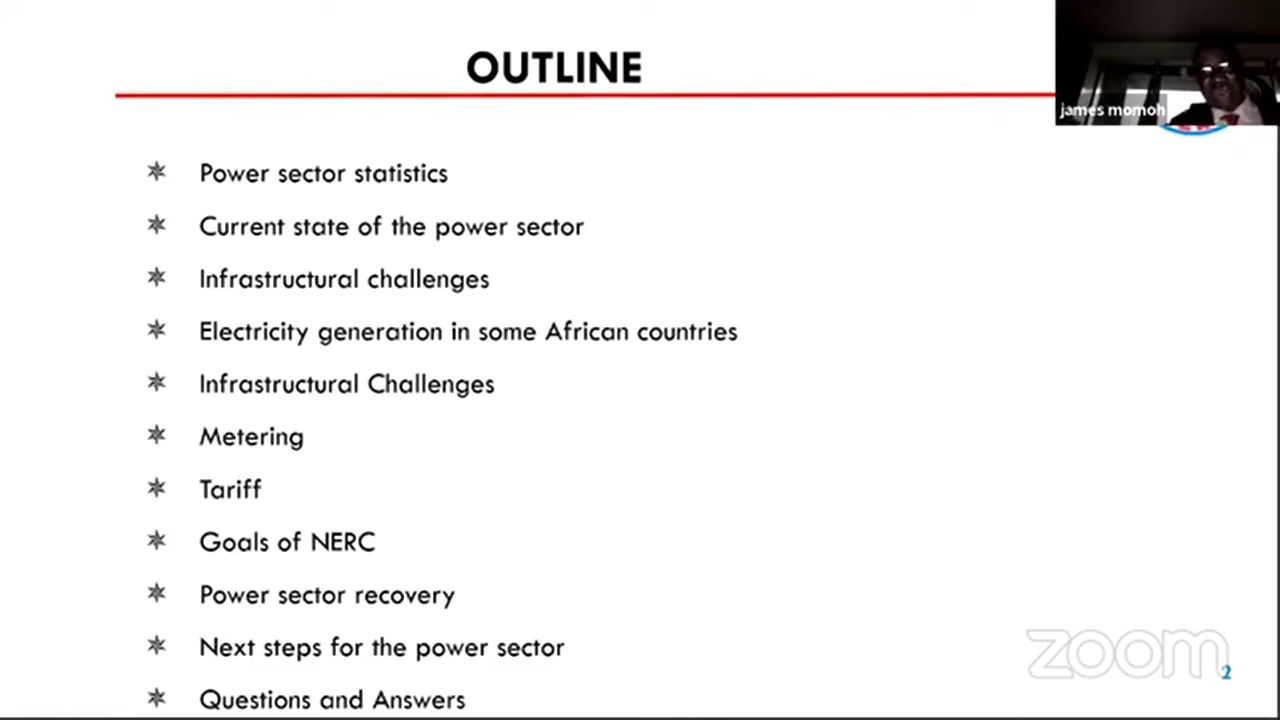 OUTLINE
james momoh
Power sector statistics
Current state of the power sector
Infrastructural challenges
Electricity generation in some African countries
Infrastructural Challenges
Metering
Tariff
Goals of NERC
Power sector recovery
Next steps for the power sector
Questions and Answers
zoom
2